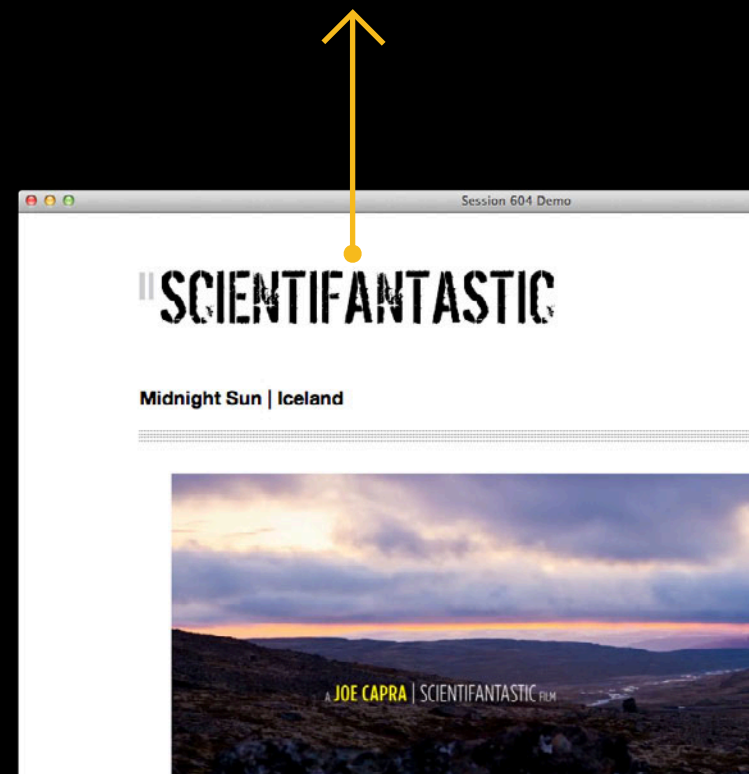 Session 604 Demo
SCIENTIFANTASTIC
Midnight Sun | Iceland
A JOE CAPRA | SCIENTIFANTASTIC FILM